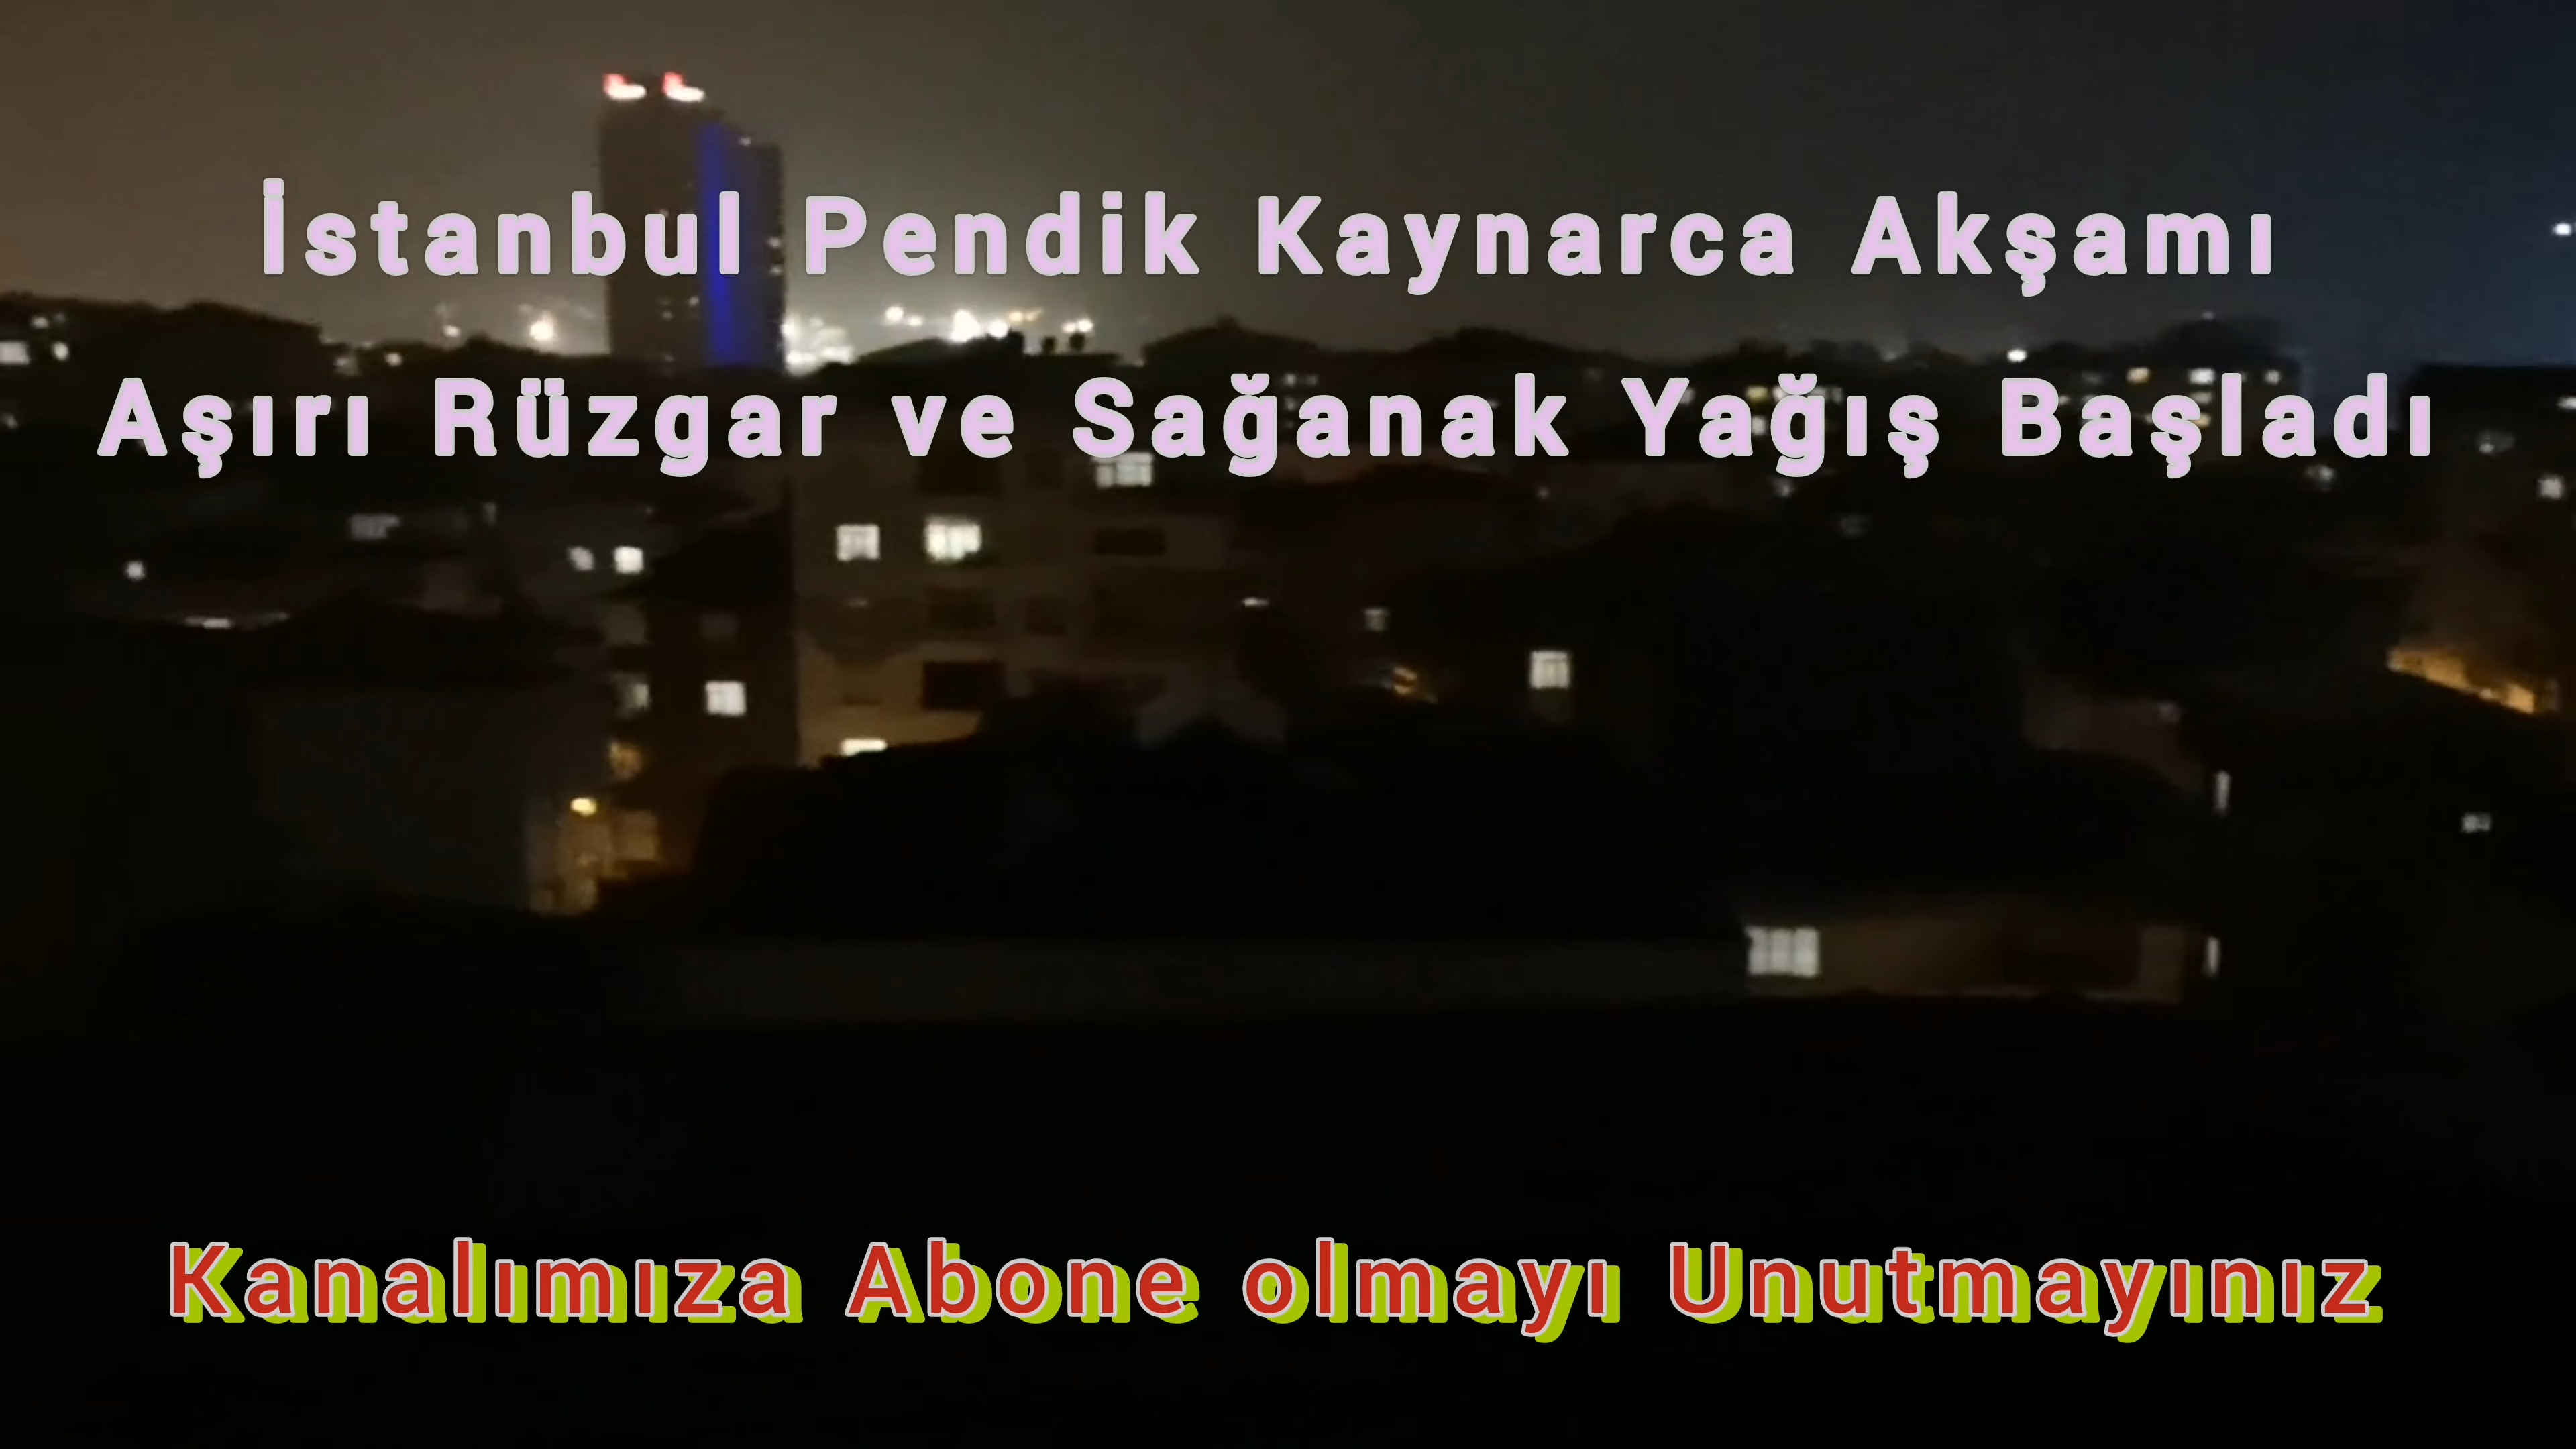 İstanbul Pendik Kaynarca Akşamı
Aşırı Rüzgar ve Sağanak Yağış Başladı
Kanalımıza Abone olmayı Unutmayınız